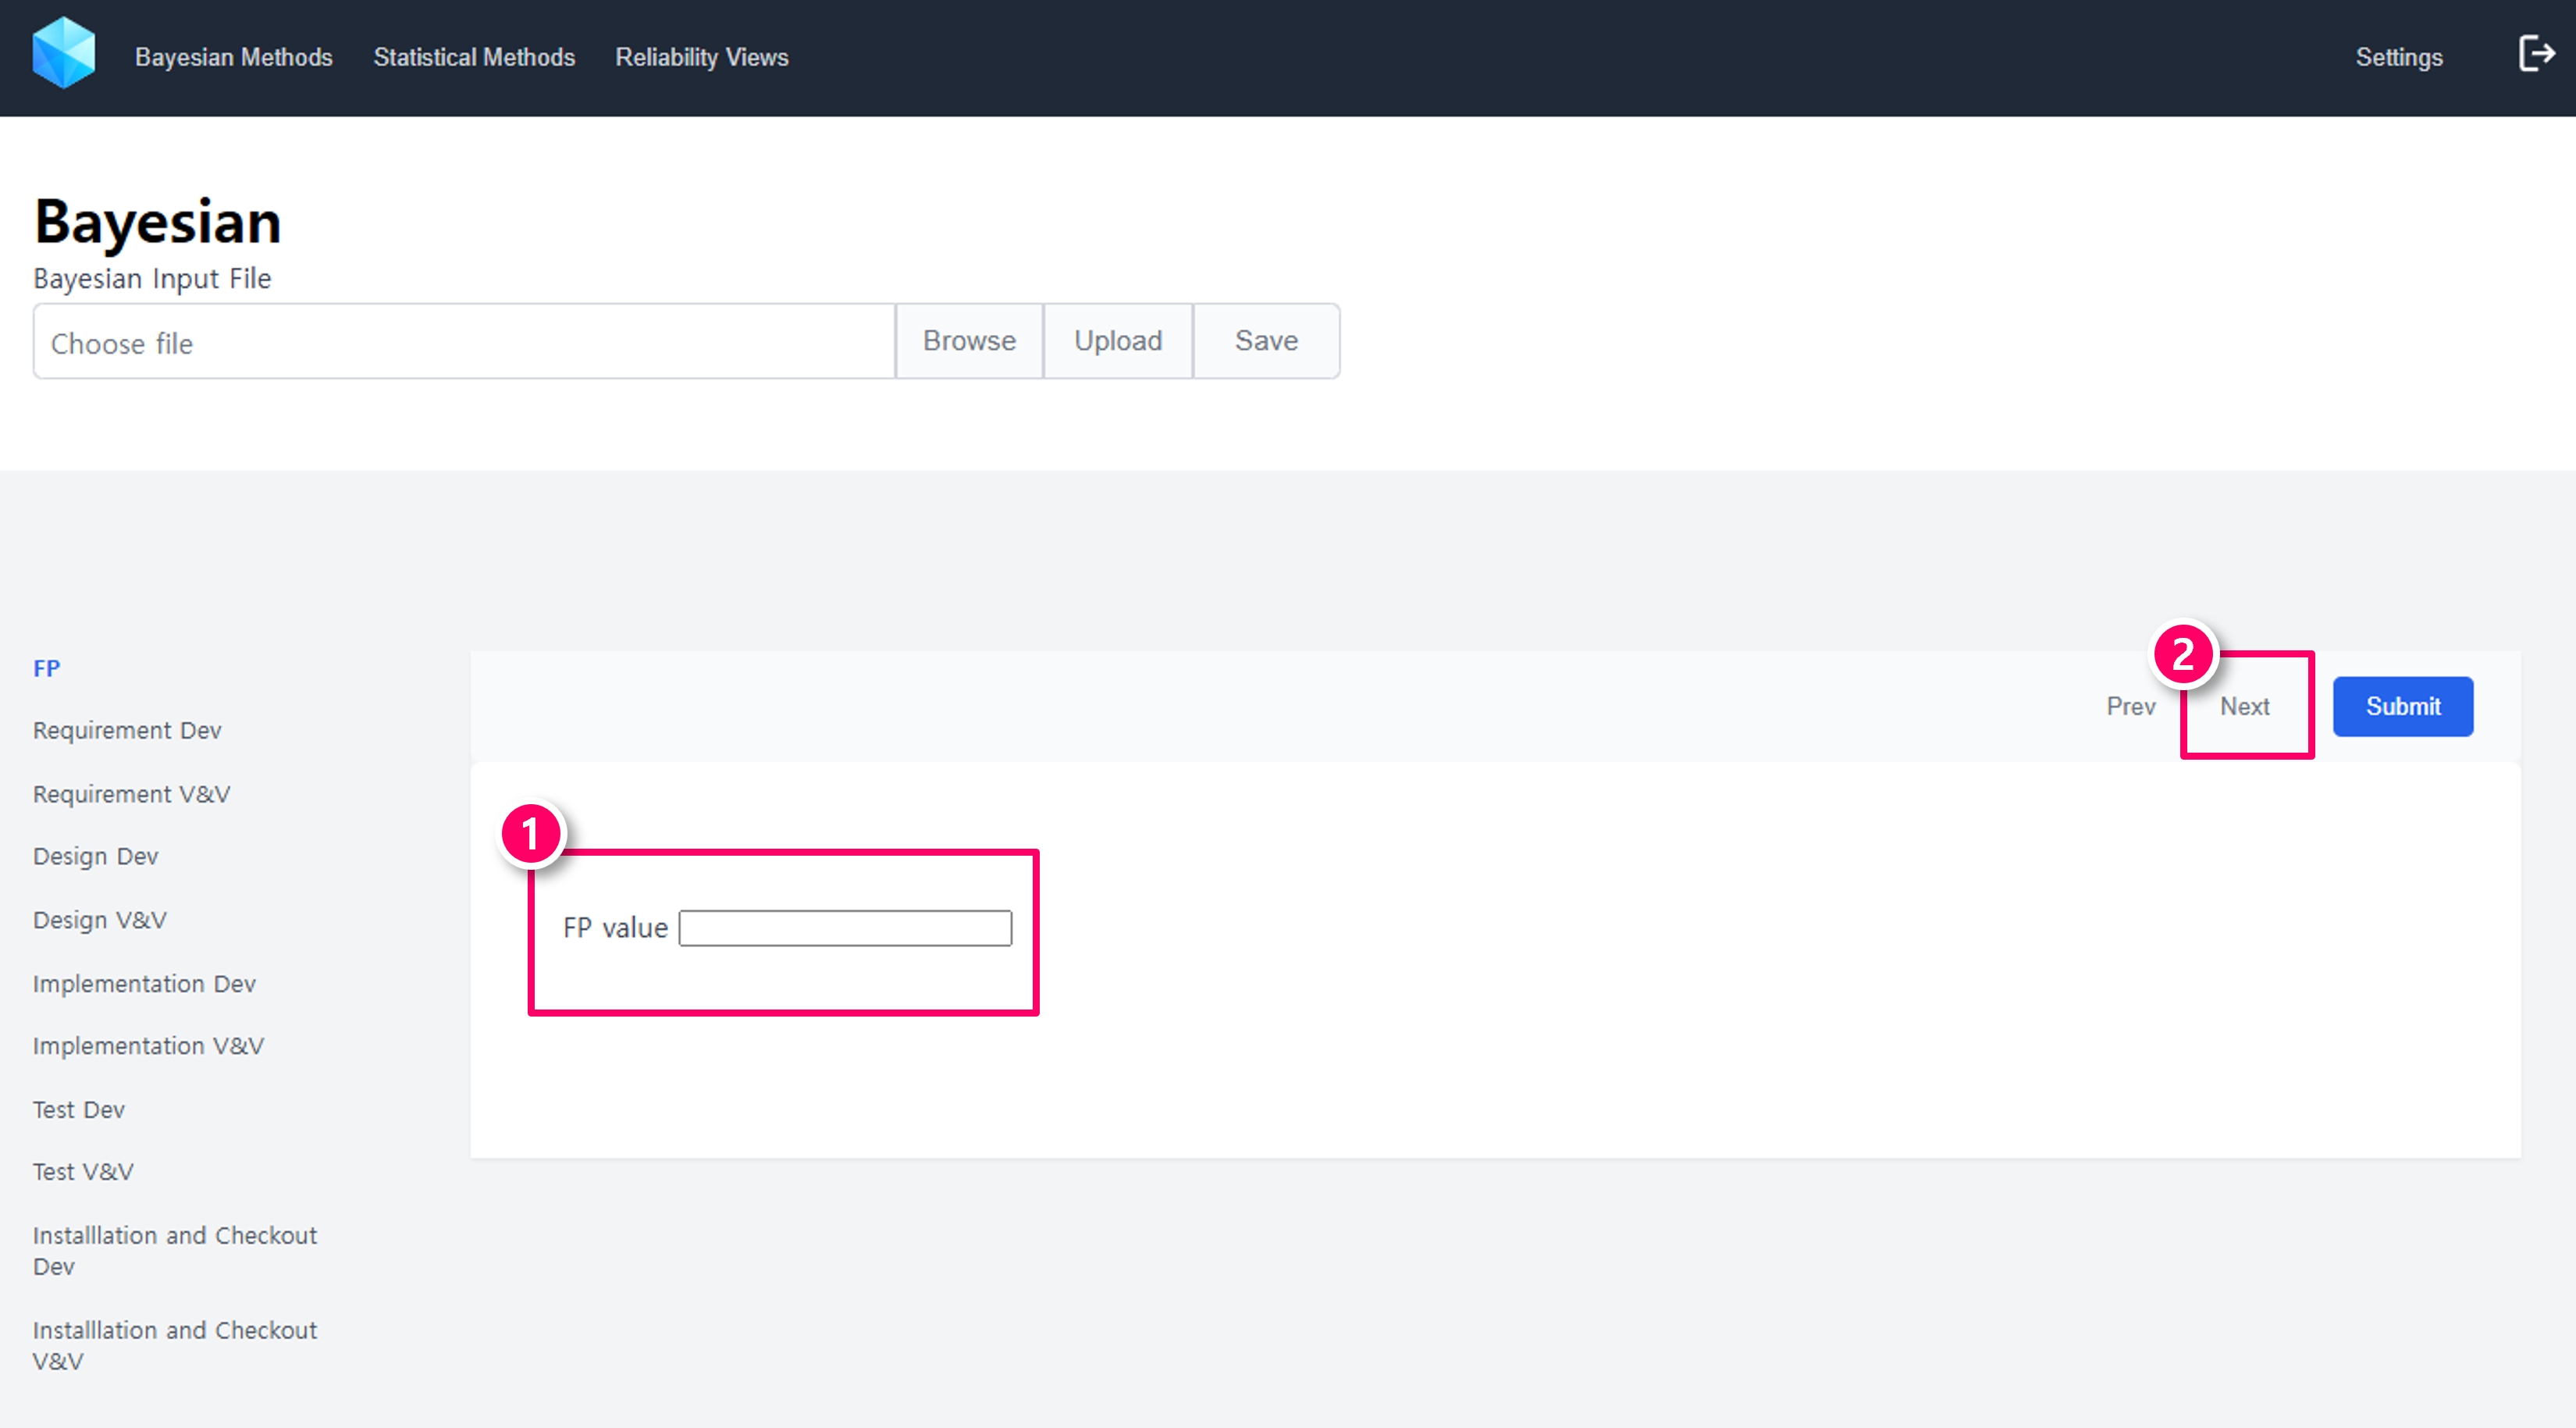 Bayesian Methods Statistical Methods Reliability Views Settings
Bayesian
Bayesian Input File
Choose file Browse Upload Save
FP
Requirement Dev
Requirement V&V
Design Dev
Design V&V
Implementation Dev
Implementation V&V
Test Dev
Test V&V
Installlation and Checkout
Dev
Installlation and Checkout
V&V
2
Prev Next Submit
1
FP value